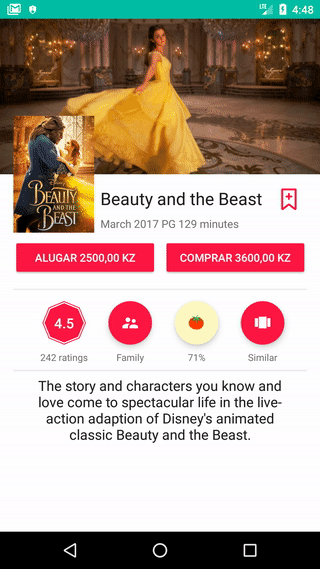 LTE 4:48
Disney
BEAUTY
AND THE
BEAST
Beauty and the Beast
March 2017 PG 129 minutes
ALUGAR 2500,00 KZ
COMPRAR 3600,00 KZ
4.5
242 ratings
Family
71%
Similar
The story and characters you know and
love come to spectacular life in the live-
action adaption of Disney's animated
classic Beauty and the Beast.